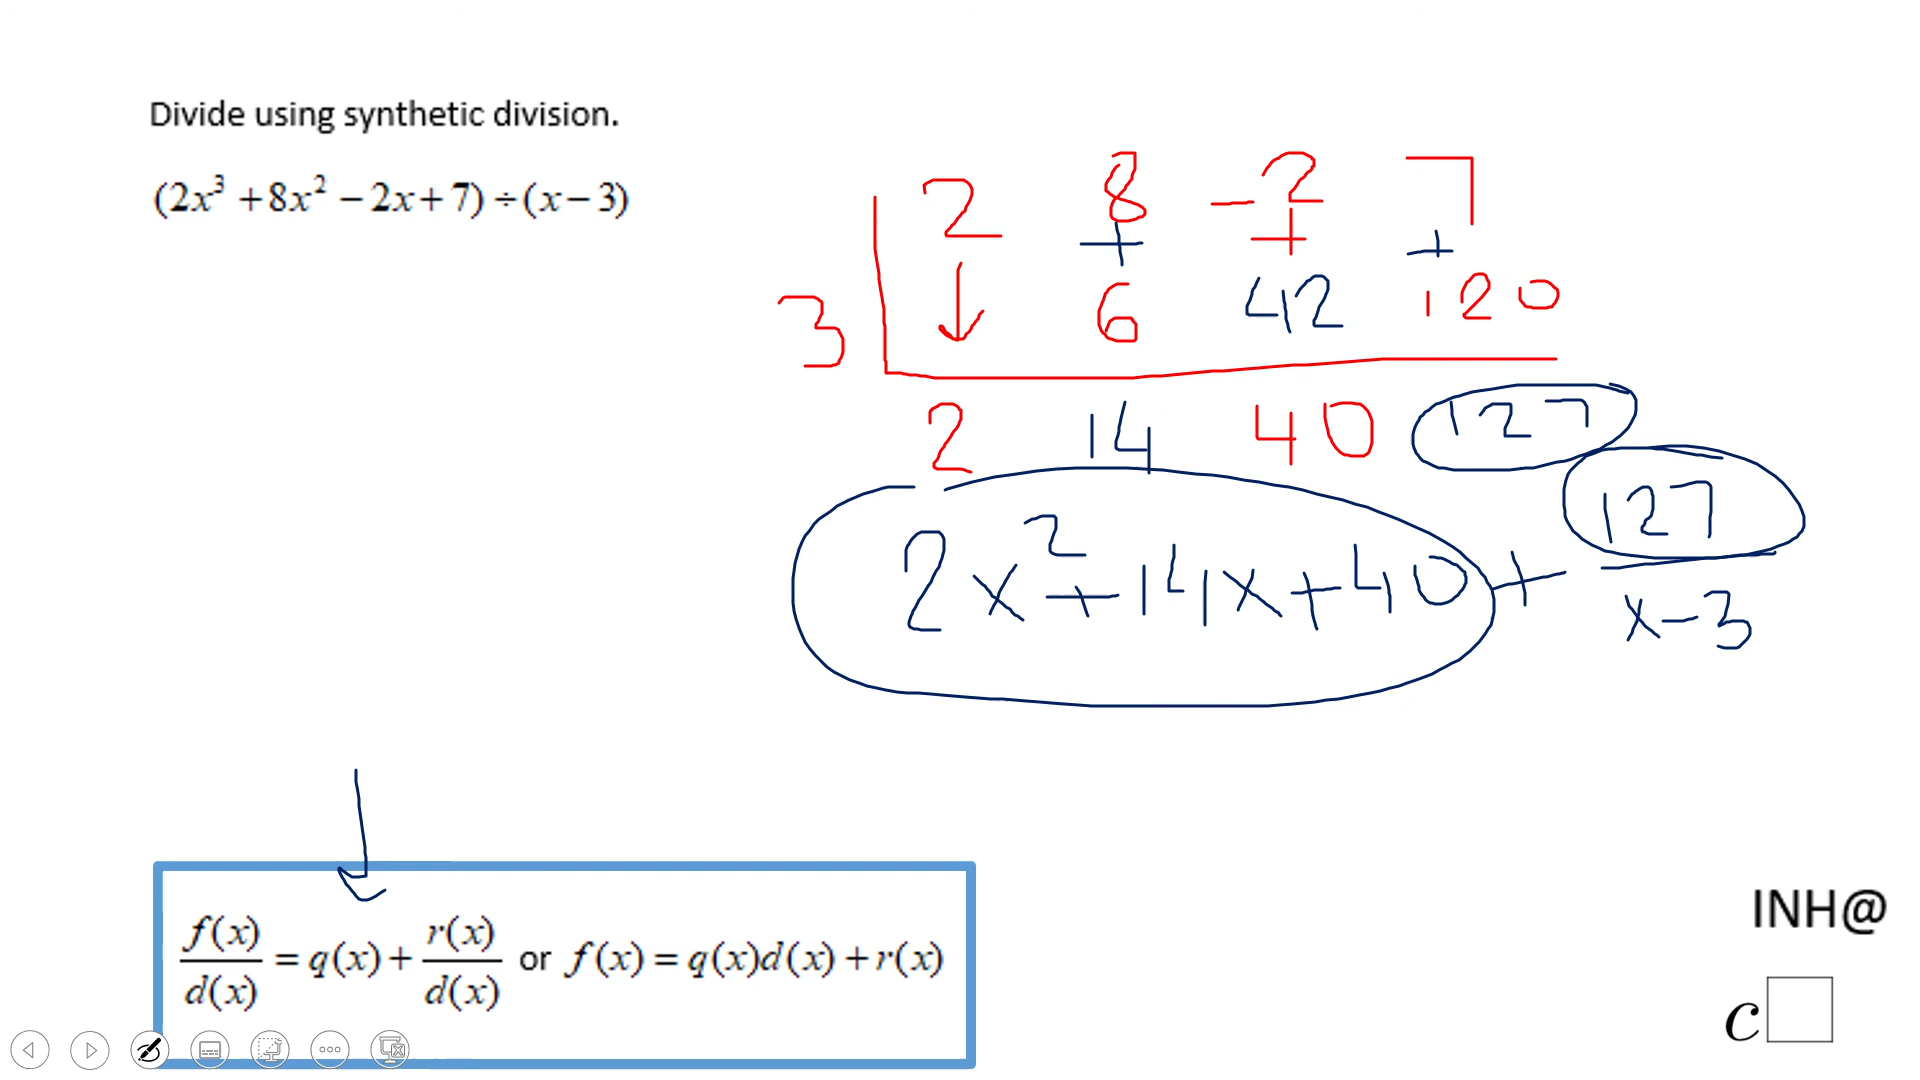 Divide using synthetic division.
(2x³ + 8x² − 2x + 7) ÷ (x − 3)
2 8 −2 7
+ + +
3 6 42 120
2 14 40 127
2x² + 14x + 40 + 127/(x − 3)
f(x)/d(x) = q(x) + r(x)/d(x) or f(x) = q(x)d(x) + r(x)
INH@
c